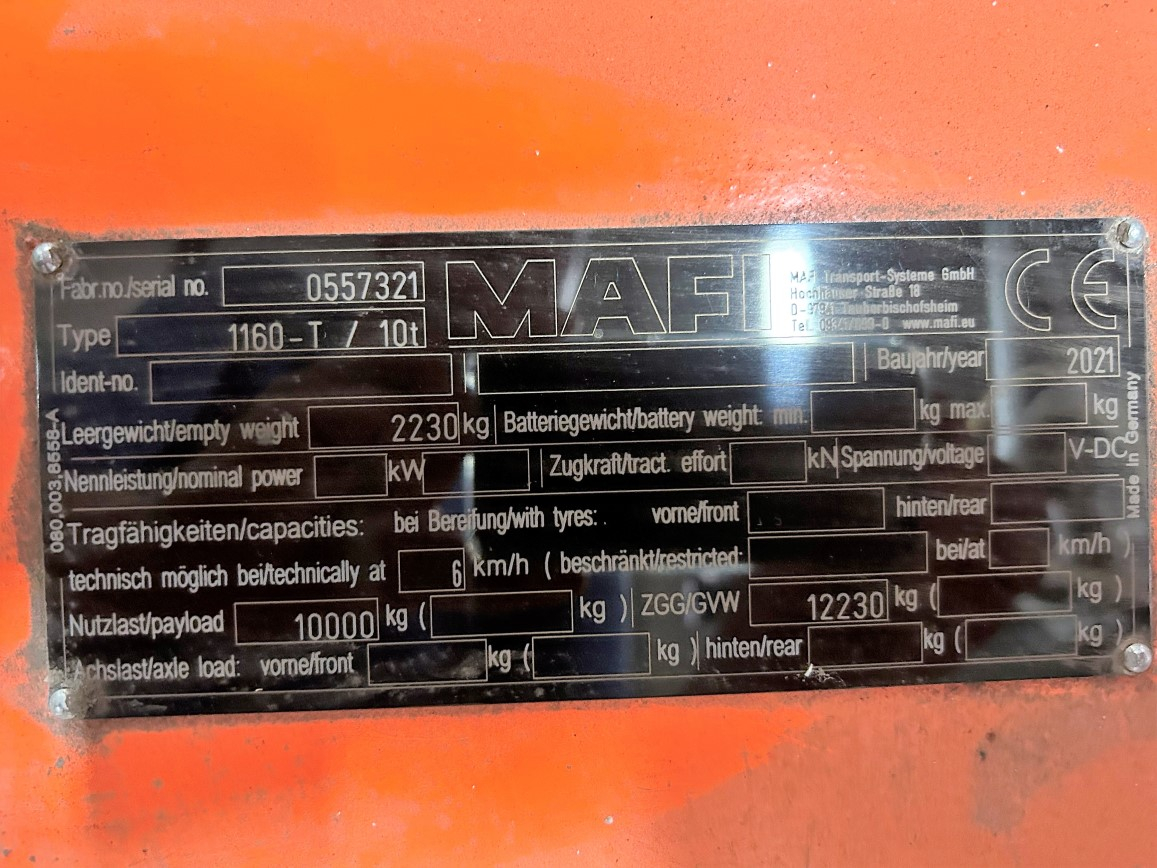 Fabr.no./serial no. 0557321
MAFI
MAFI Transport-Systeme GmbH
Hochhäuser Straße 18
Tauberbischofsheim
Tel. www.mafi.eu
CE
Type 1160-T / 10t
Ident-no.
Baujahr/year 2021
Leergewicht/empty weight 2230 kg Batteriegewicht/battery weight: min. kg max. kg
Nennleistung/nominal power kW Zugkraft/tract. effort kN Spannung/voltage V-DC
Tragfähigkeiten/capacities: bei Bereifung/with tyres: vorne/front hinten/rear
technisch möglich bei/technically at 6 km/h ( beschränkt/restricted: bei/at km/h )
Nutzlast/payload 10000 kg ( kg ) ZGG/GVW 12230 kg ( kg )
Achslast/axle load: vorne/front kg ( kg ) hinten/rear kg ( kg )
080.003.8558-A
Made in Germany